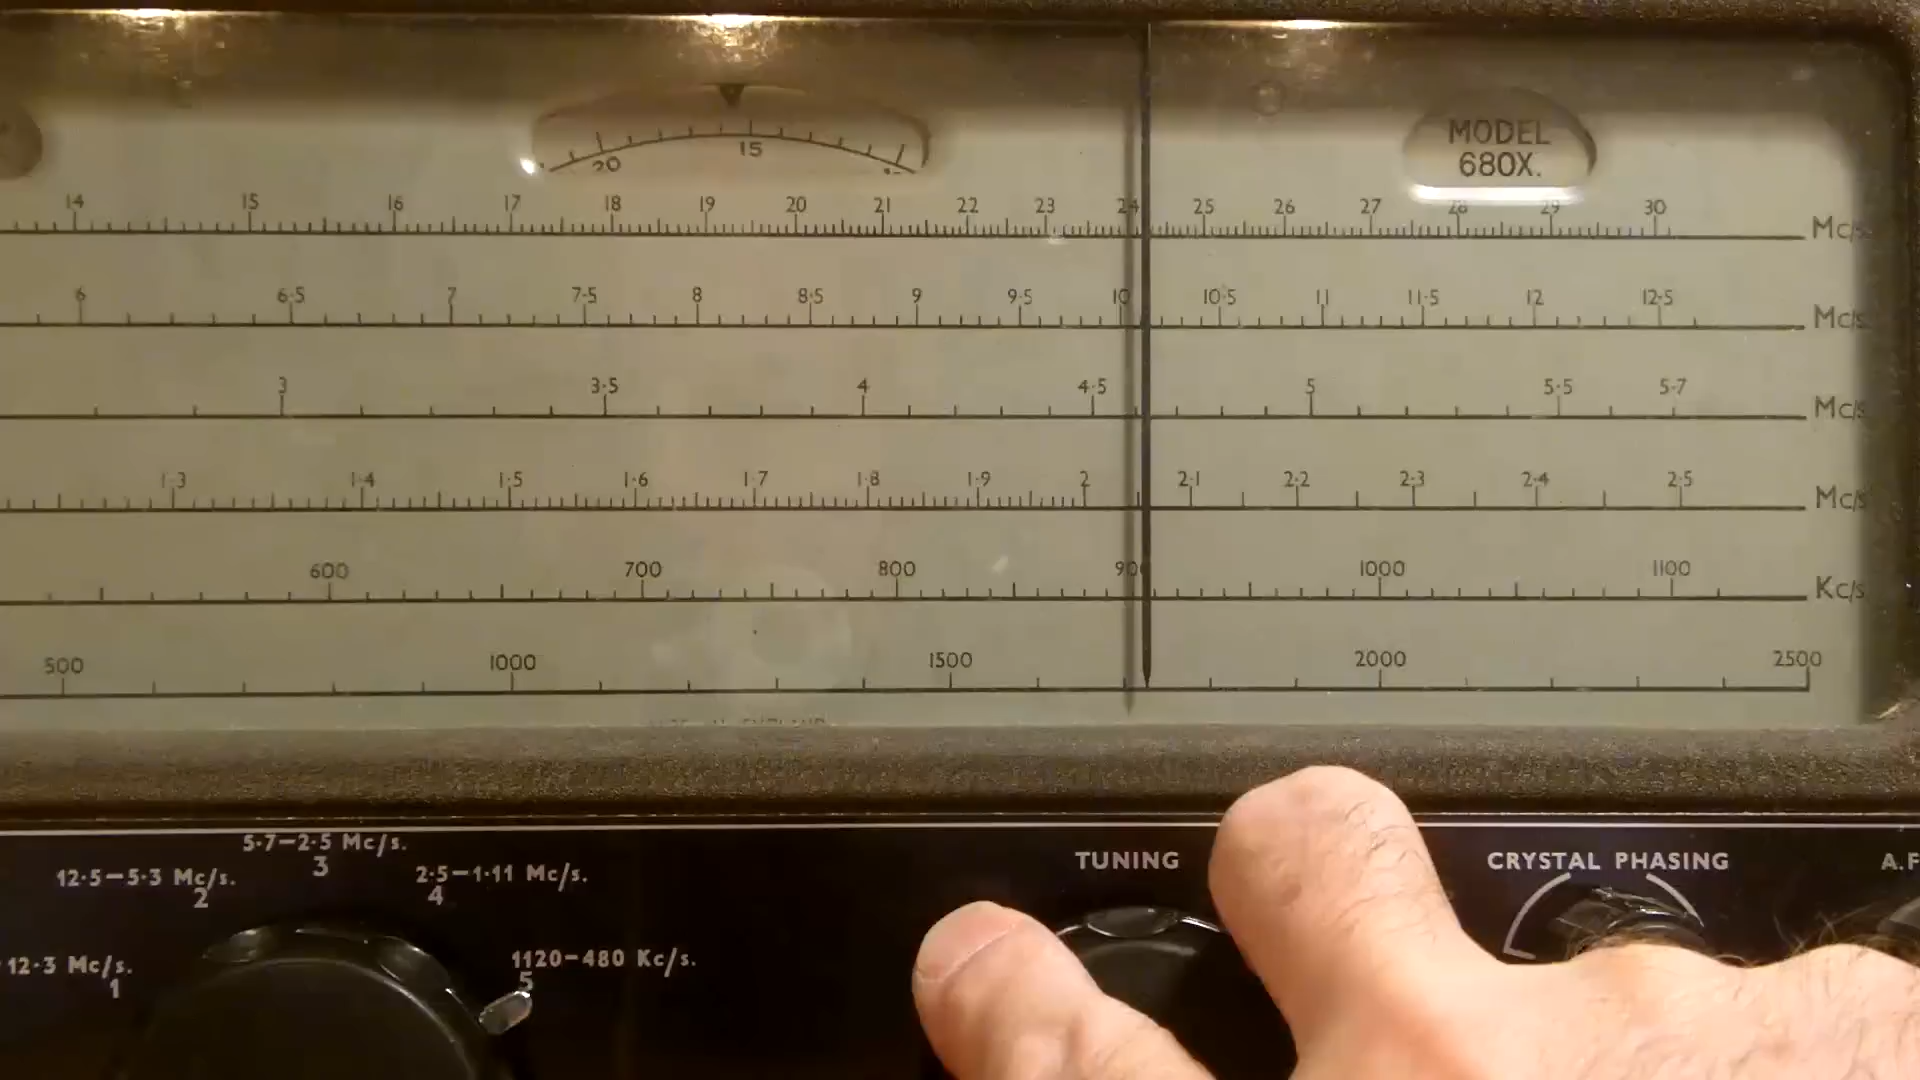 MODEL
680X.
20 15
14 15 16 17 18 19 20 21 22 23 24 25 26 27 28 29 30 Mc/s
6 6·5 7 7·5 8 8·5 9 9·5 10 10·5 11 11·5 12 12·5 Mc/s
3 3·5 4 4·5 5 5·5 5·7 Mc/s
1·3 1·4 1·5 1·6 1·7 1·8 1·9 2 2·1 2·2 2·3 2·4 2·5 Mc/s
600 700 800 900 1000 1100 Kc/s
500 1000 1500 2000 2500
5·7–2·5 Mc/s.
3
12·5–5·3 Mc/s.
2
2·5–1·11 Mc/s.
4
12·3 Mc/s.
1
1120–480 Kc/s.
5
TUNING
CRYSTAL PHASING
A.F